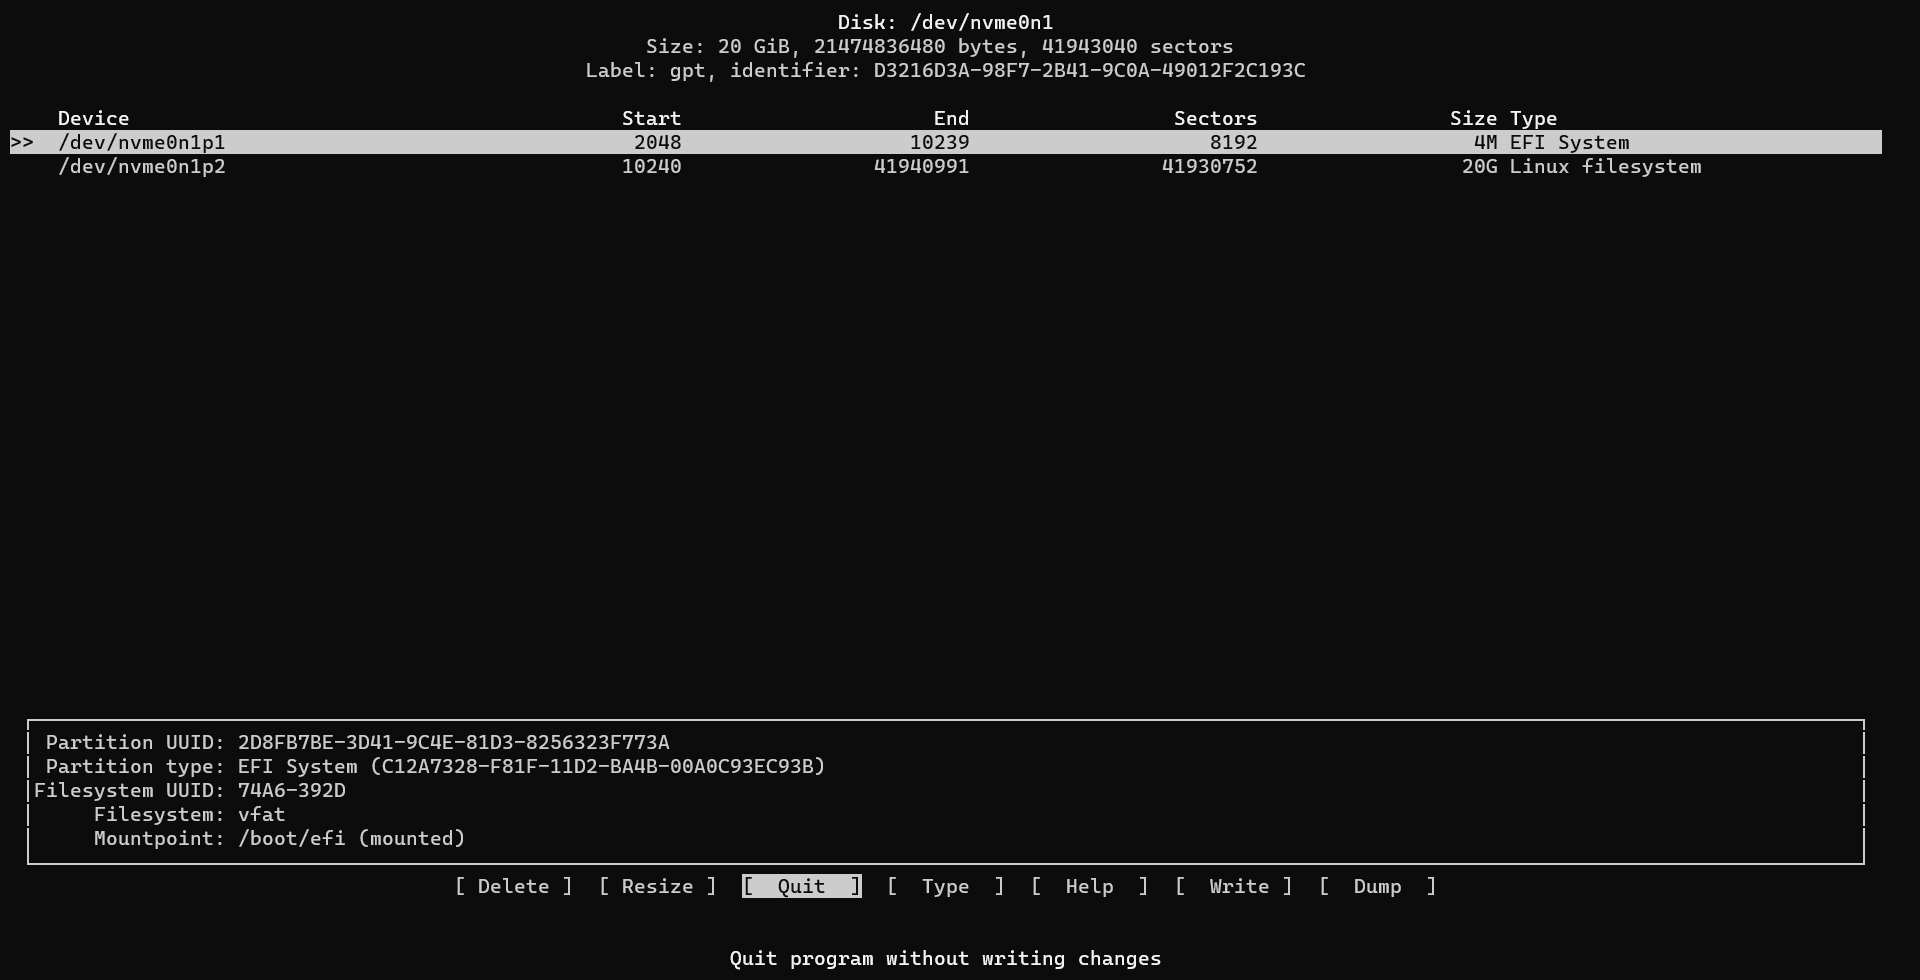 Disk: /dev/nvme0n1
Size: 20 GiB, 21474836480 bytes, 41943040 sectors
Label: gpt, identifier: D3216D3A-98F7-2B41-9C0A-49012F2C193C
Device Start End Sectors Size Type
>> /dev/nvme0n1p1 2048 10239 8192 4M EFI System
/dev/nvme0n1p2 10240 41940991 41930752 20G Linux filesystem
Partition UUID: 2D8FB7BE-3D41-9C4E-81D3-8256323F773A
Partition type: EFI System (C12A7328-F81F-11D2-BA4B-00A0C93EC93B)
Filesystem UUID: 74A6-392D
Filesystem: vfat
Mountpoint: /boot/efi (mounted)
[ Delete ] [ Resize ] [ Quit ] [ Type ] [ Help ] [ Write ] [ Dump ]
Quit program without writing changes